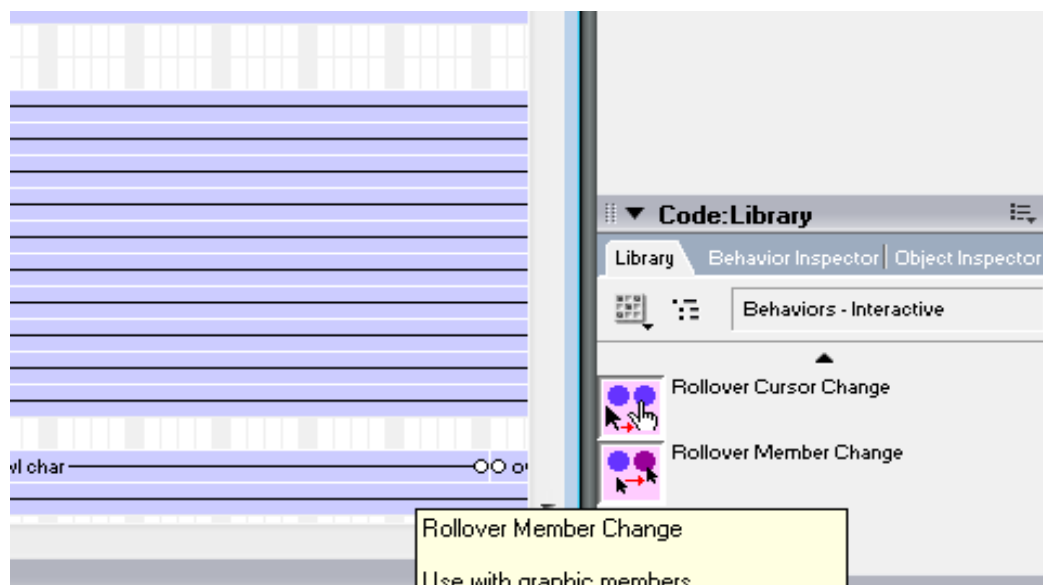 Code:Library
Library Behavior Inspector Object Inspector
Behaviors - Interactive
Rollover Cursor Change
Rollover Member Change
char
Rollover Member Change
Use with graphic members